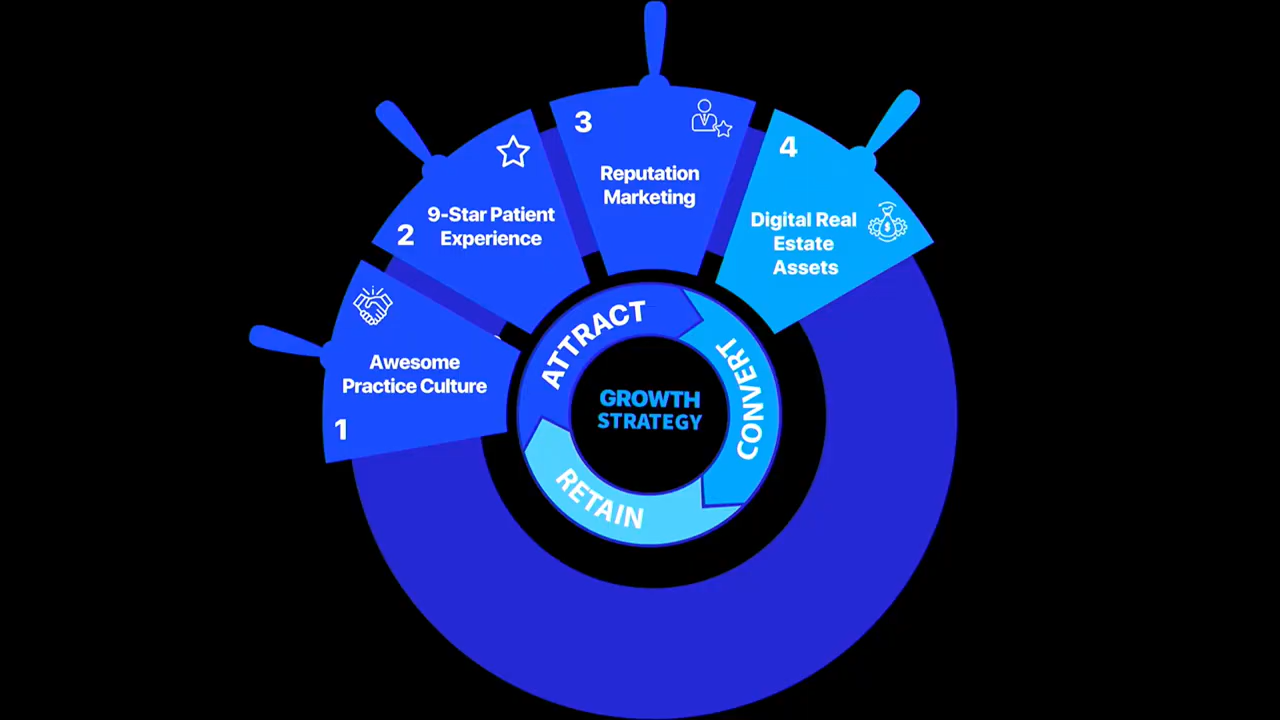 3
Reputation
Marketing
4
Digital Real
Estate
Assets
2
9-Star Patient
Experience
1
Awesome
Practice Culture
ATTRACT
CONVERT
RETAIN
GROWTH
STRATEGY
$